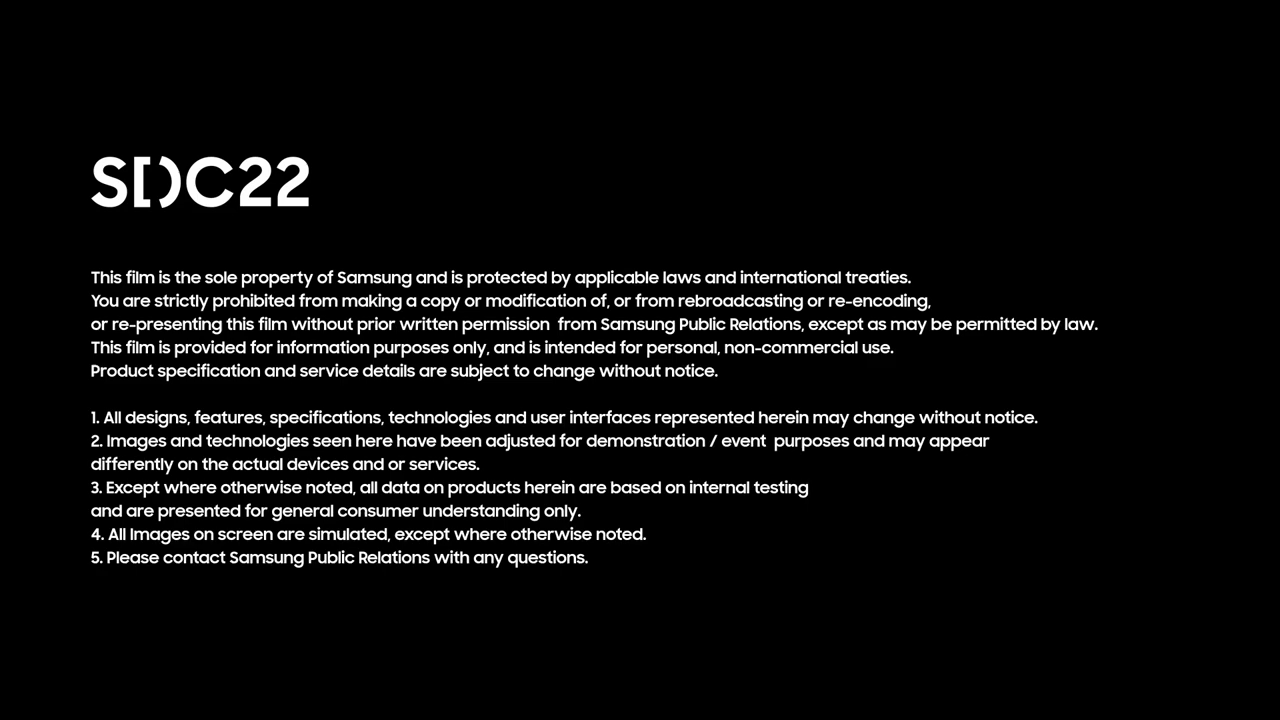 SDC22
This film is the sole property of Samsung and is protected by applicable laws and international treaties.
You are strictly prohibited from making a copy or modification of, or from rebroadcasting or re-encoding,
or re-presenting this film without prior written permission  from Samsung Public Relations, except as may be permitted by law.
This film is provided for information purposes only, and is intended for personal, non-commercial use.
Product specification and service details are subject to change without notice.
1. All designs, features, specifications, technologies and user interfaces represented herein may change without notice.
2. Images and technologies seen here have been adjusted for demonstration / event  purposes and may appear
differently on the actual devices and or services.
3. Except where otherwise noted, all data on products herein are based on internal testing
and are presented for general consumer understanding only.
4. All Images on screen are simulated, except where otherwise noted.
5. Please contact Samsung Public Relations with any questions.